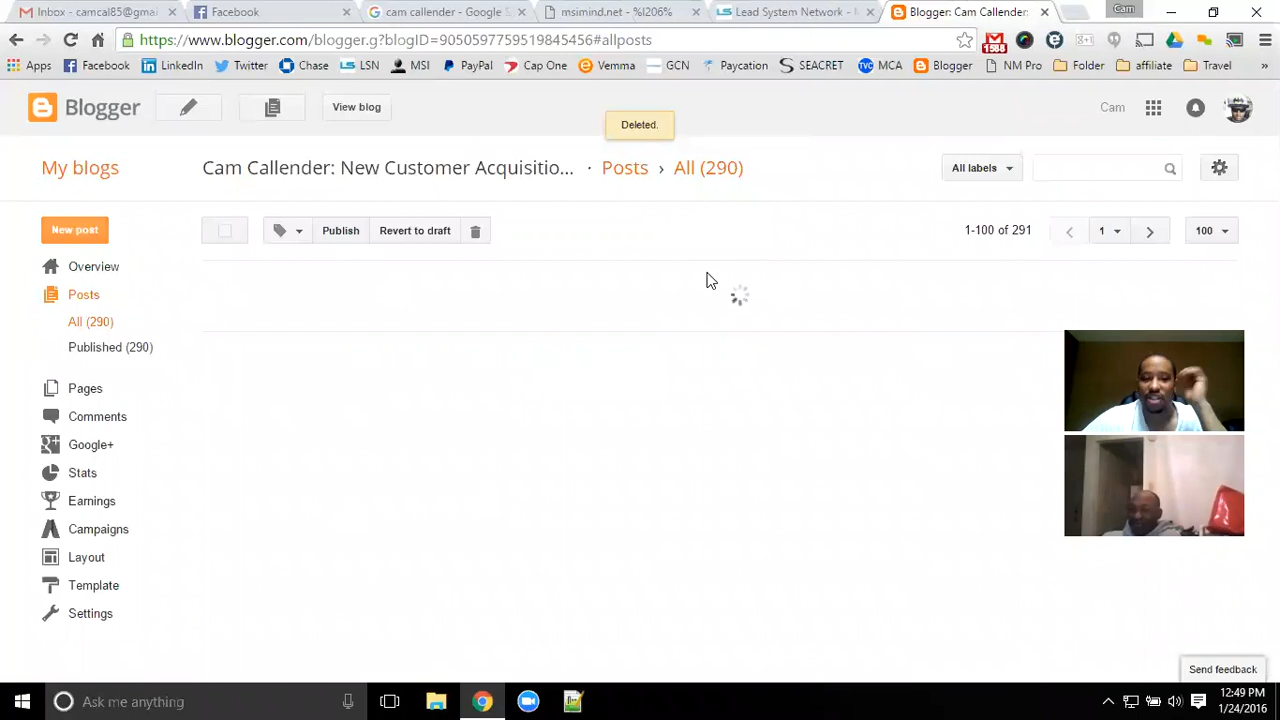 Inbox - camcal85@gmai
Facebook
cam callender - Google S
msimind.net - %I206%
Lead System Network - M
Blogger: Cam Callender:
Cam
https://www.blogger.com/blogger.g?blogID=9050597759519845456#allposts
1588
Apps
Facebook
LinkedIn
Twitter
Chase
LSN
MSI
PayPal
Cap One
Vemma
GCN
Paycation
SEACRET
MCA
Blogger
NM Pro
Folder
affiliate
Travel
»
Blogger
View blog
Deleted.
Cam
My blogs
Cam Callender: New Customer Acquisitio... · Posts › All (290)
All labels
New post
Publish
Revert to draft
1-100 of 291
1
100
Overview
Posts
All (290)
Published (290)
Pages
Comments
Google+
Stats
Earnings
Campaigns
Layout
Template
Settings
Send feedback
Ask me anything
12:49 PM
1/24/2016